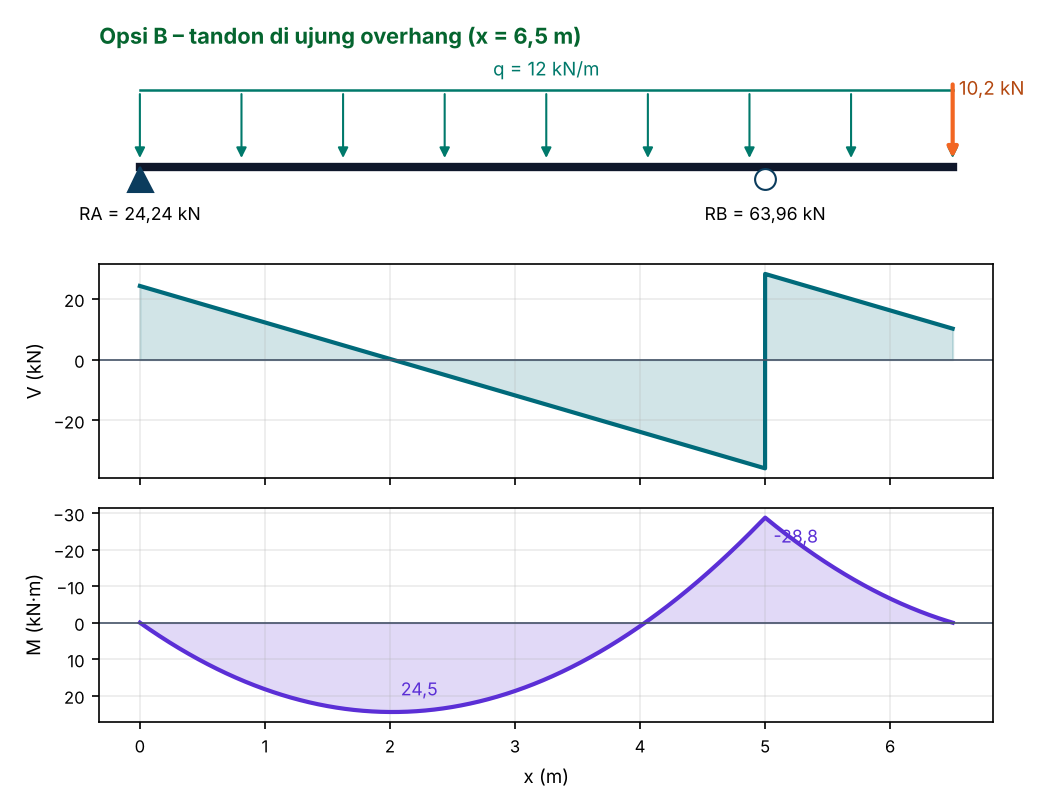 Opsi B – tandon di ujung overhang (x = 6,5 m)
q = 12 kN/m
10,2 kN
RA = 24,24 kN
RB = 63,96 kN
20
0
−20
V (kN)
−30
−20
−10
0
10
20
M (kN·m)
-28,8
24,5
0
1
2
3
4
5
6
x (m)